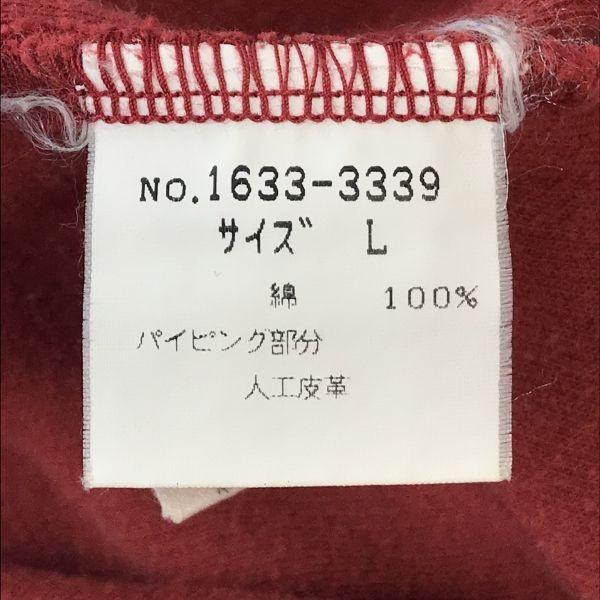 NO.1633-3339
サイズ L
綿 100%
パイピング部分
人工皮革